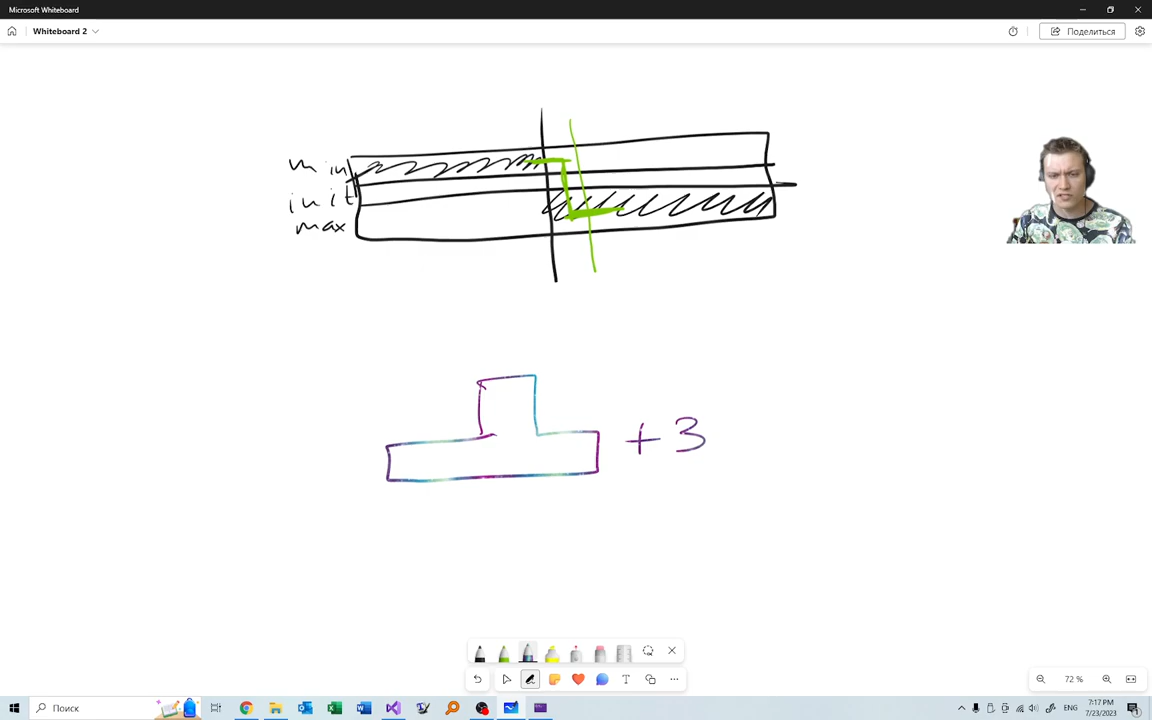 Microsoft Whiteboard
Whiteboard 2
Поделиться
min
init
max
+3
72 %
Поиск
ENG
7:17 PM
7/23/2023